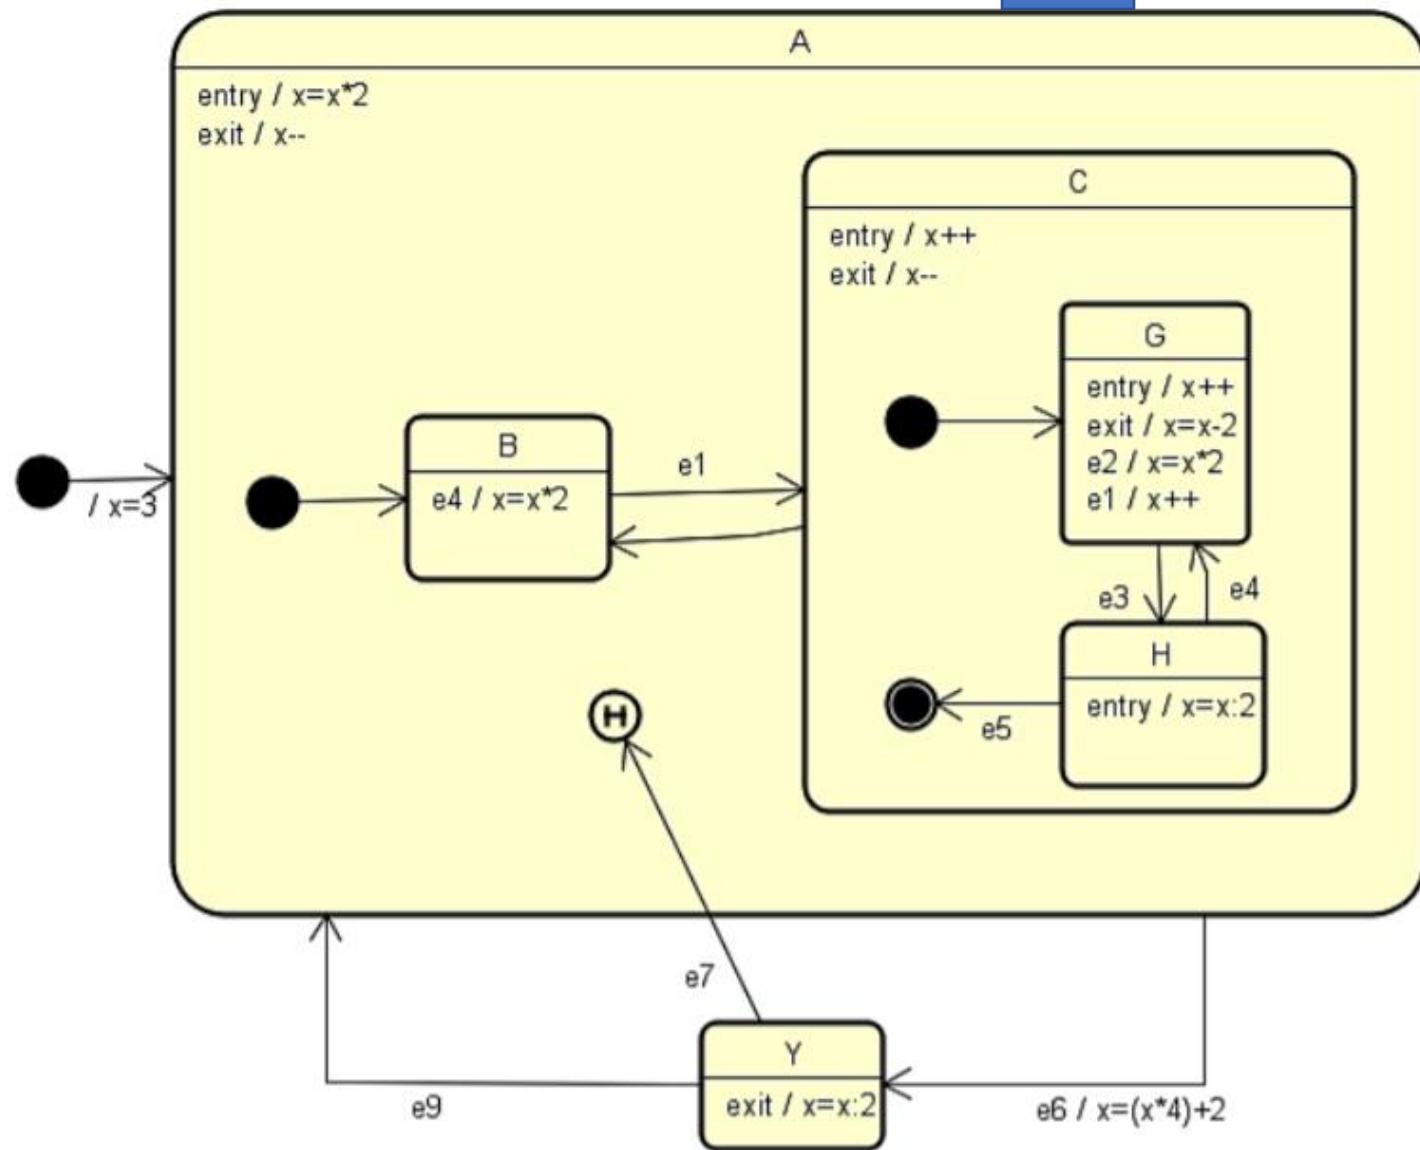 A
entry / x=x*2
exit / x--
C
entry / x++
exit / x--
G
entry / x++
exit / x=x-2
e2 / x=x*2
e1 / x++
B
e4 / x=x*2
e1
/ x=3
e3
e4
H
entry / x=x:2
e5
H
e7
Y
exit / x=x:2
e9
e6 / x=(x*4)+2